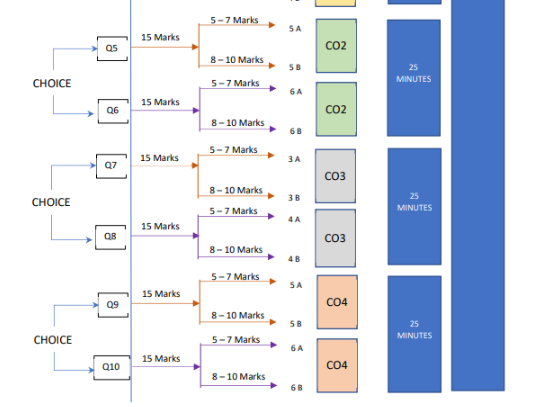 5 – 7 Marks
5 A
15 Marks
Q5
CO2
8 – 10 Marks
5 B
25
MINUTES
CHOICE
5 – 7 Marks
6 A
15 Marks
Q6
CO2
8 – 10 Marks
6 B
5 – 7 Marks
3 A
15 Marks
Q7
CO3
8 – 10 Marks
3 B
25
MINUTES
CHOICE
5 – 7 Marks
4 A
15 Marks
Q8
CO3
8 – 10 Marks
4 B
5 – 7 Marks
5 A
15 Marks
Q9
CO4
8 – 10 Marks
5 B
25
MINUTES
CHOICE
5 – 7 Marks
6 A
15 Marks
Q10
CO4
8 – 10 Marks
6 B